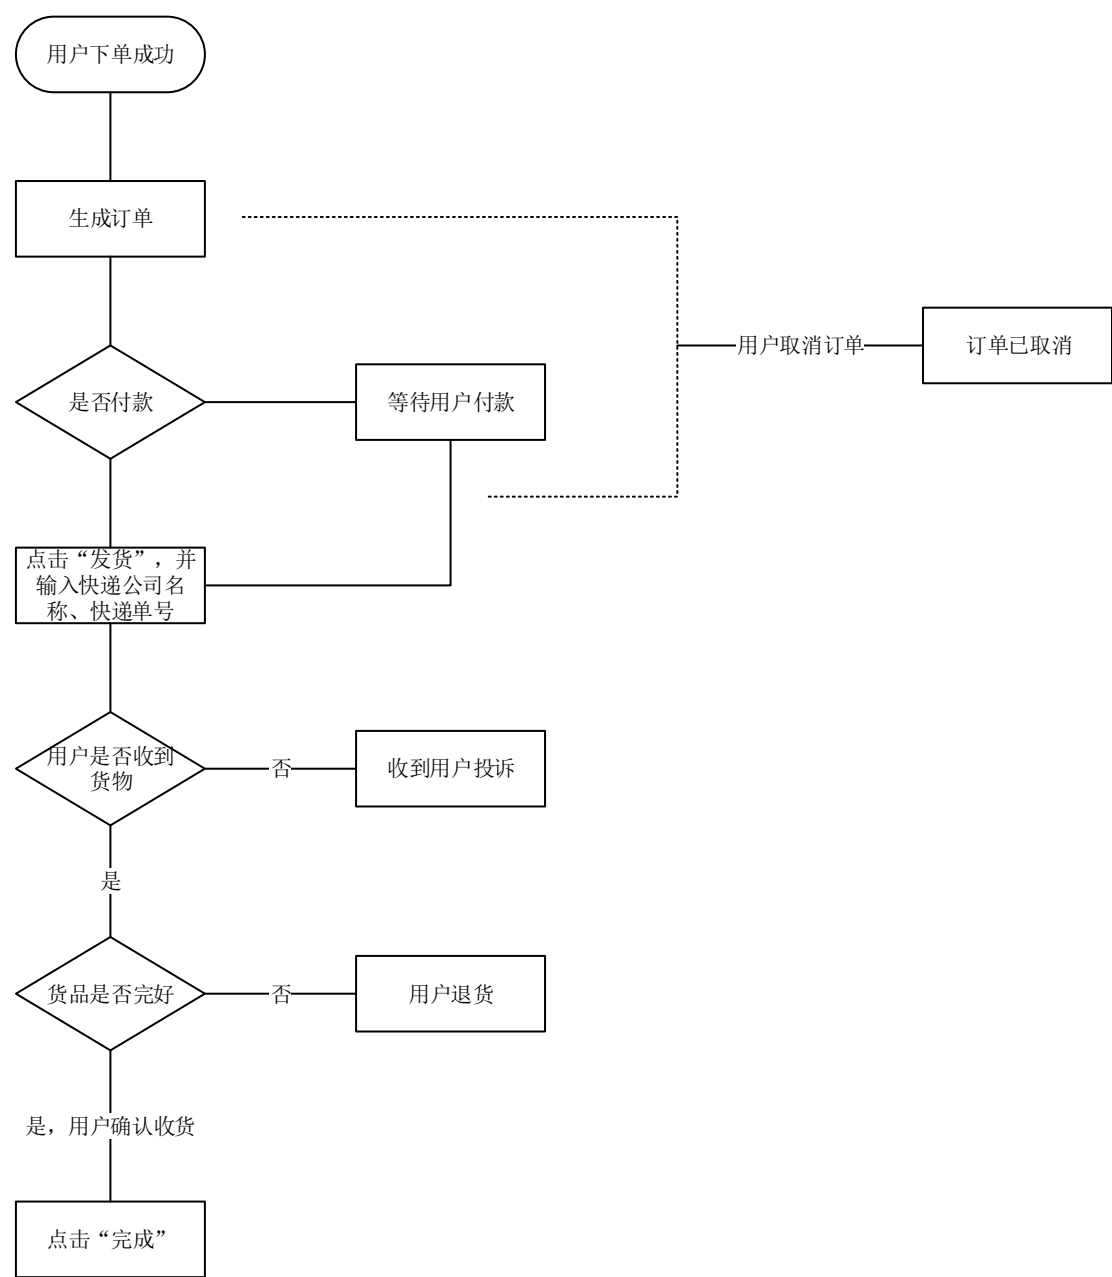 用户下单成功
生成订单
用户取消订单
订单已取消
是否付款
等待用户付款
点击“发货”，并
输入快递公司名
称、快递单号
用户是否收到
货物
否
收到用户投诉
是
货品是否完好
否
用户退货
是，用户确认收货
点击“完成”